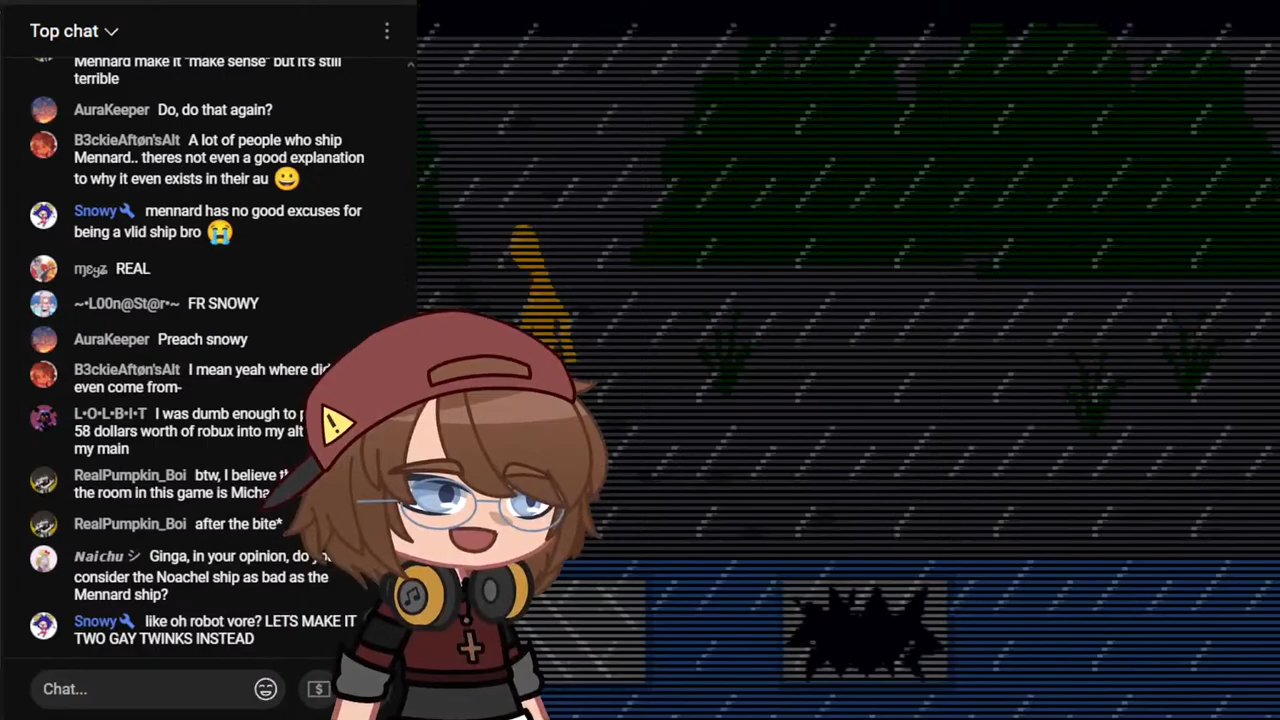 Top chat
Mennard make it "make sense" but it's still
terrible
AuraKeeper Do, do that again?
B3ckieAftøn'sAlt A lot of people who ship
Mennard.. theres not even a good explanation
to why it even exists in their au 😀
Snowy mennard has no good excuses for
being a vlid ship bro 😭
ɱεყȥ REAL
~•L00n@St@r•~ FR SNOWY
AuraKeeper Preach snowy
B3ckieAftøn'sAlt I mean yeah where did
even come from-
L•O•L•B•I•T I was dumb enough to
58 dollars worth of robux into my alt
my main
RealPumpkin_Boi btw, I believe
the room in this game is
RealPumpkin_Boi after the bite*
Naichu シ Ginga, in your opinion, do
consider the Noachel ship as bad as the
Mennard ship?
Snowy like oh robot vore? LETS MAKE IT
TWO GAY TWINKS INSTEAD
Chat...